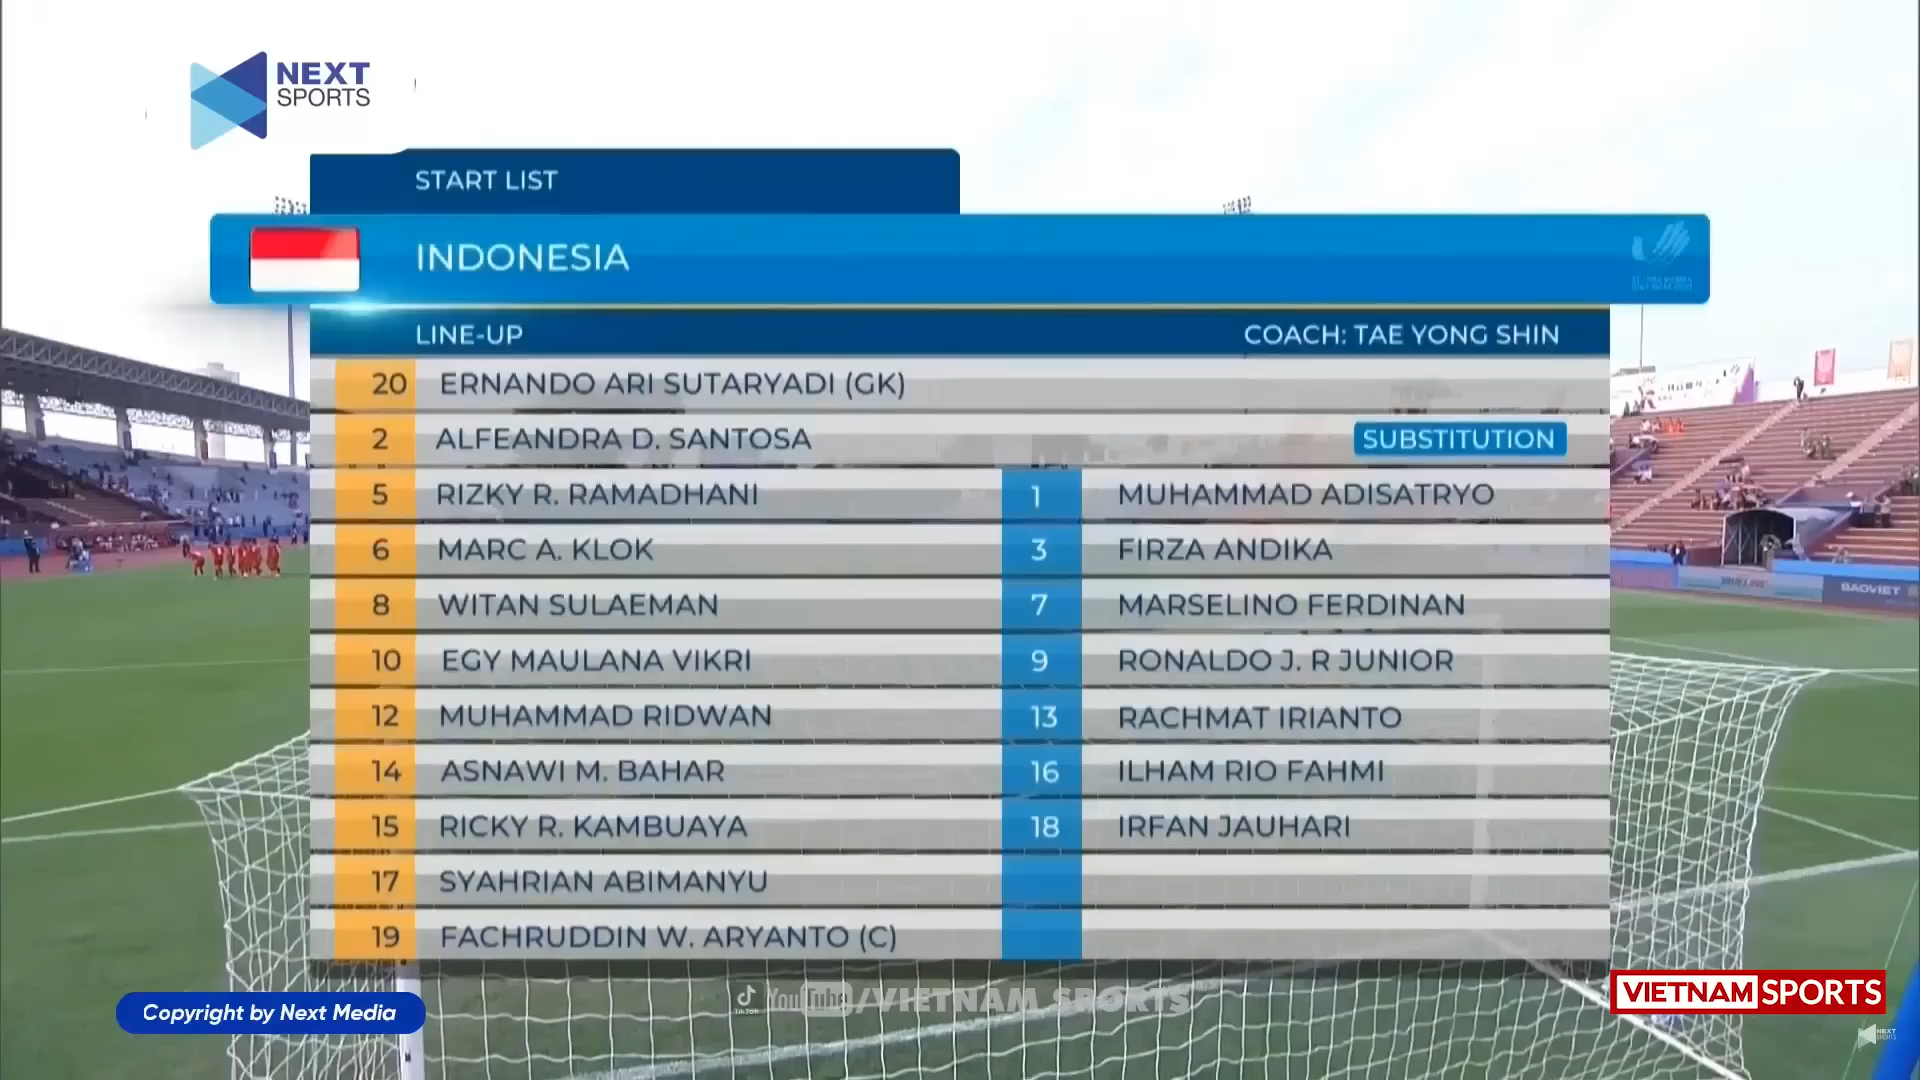 NEXT
SPORTS
START LIST
INDONESIA
LINE-UP
COACH: TAE YONG SHIN
20 ERNANDO ARI SUTARYADI (GK)
2 ALFEANDRA D. SANTOSA
5 RIZKY R. RAMADHANI
6 MARC A. KLOK
8 WITAN SULAEMAN
10 EGY MAULANA VIKRI
12 MUHAMMAD RIDWAN
14 ASNAWI M. BAHAR
15 RICKY R. KAMBUAYA
17 SYAHRIAN ABIMANYU
19 FACHRUDDIN W. ARYANTO (C)
SUBSTITUTION
1 MUHAMMAD ADISATRYO
3 FIRZA ANDIKA
7 MARSELINO FERDINAN
9 RONALDO J. R JUNIOR
13 RACHMAT IRIANTO
16 ILHAM RIO FAHMI
18 IRFAN JAUHARI
BAOVIET
Copyright by Next Media
TikTok
YouTube/VIETNAM SPORTS
VIETNAM SPORTS
NEXT
SPORTS